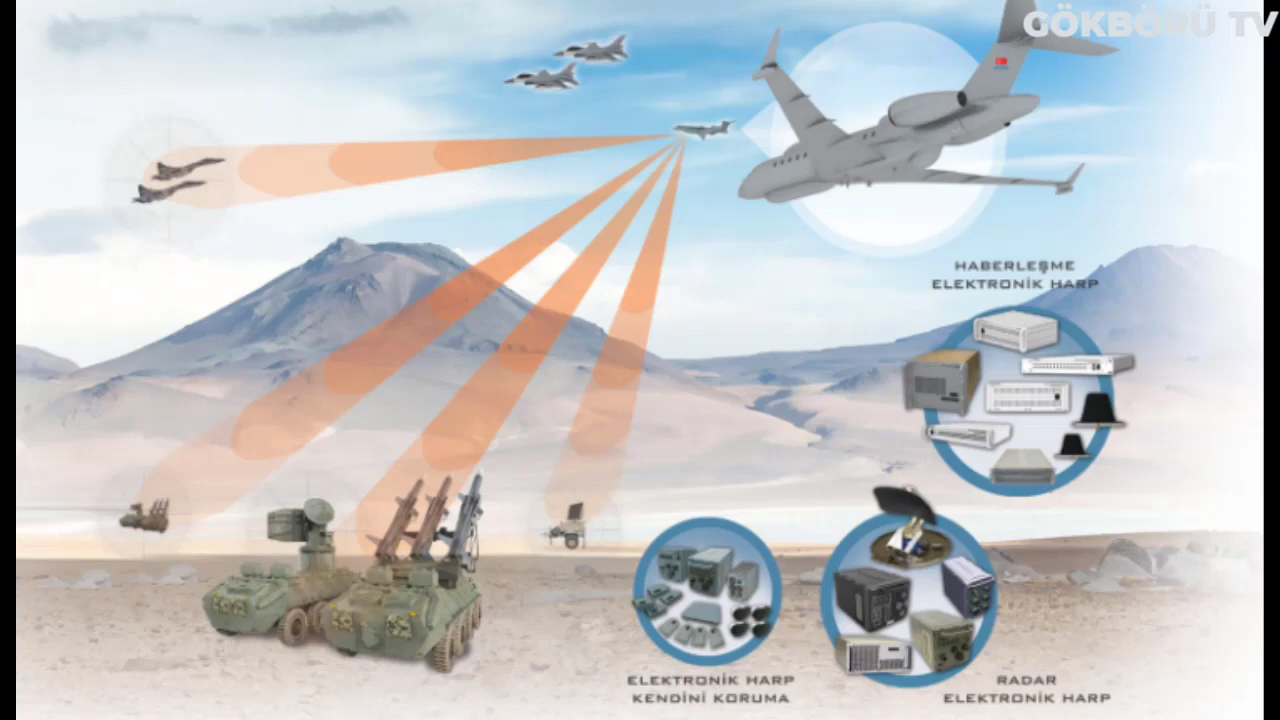 GÖKBÖRÜ TV
HABERLEŞME
ELEKTRONİK HARP
ELEKTRONİK HARP
KENDİNİ KORUMA
RADAR
ELEKTRONİK HARP